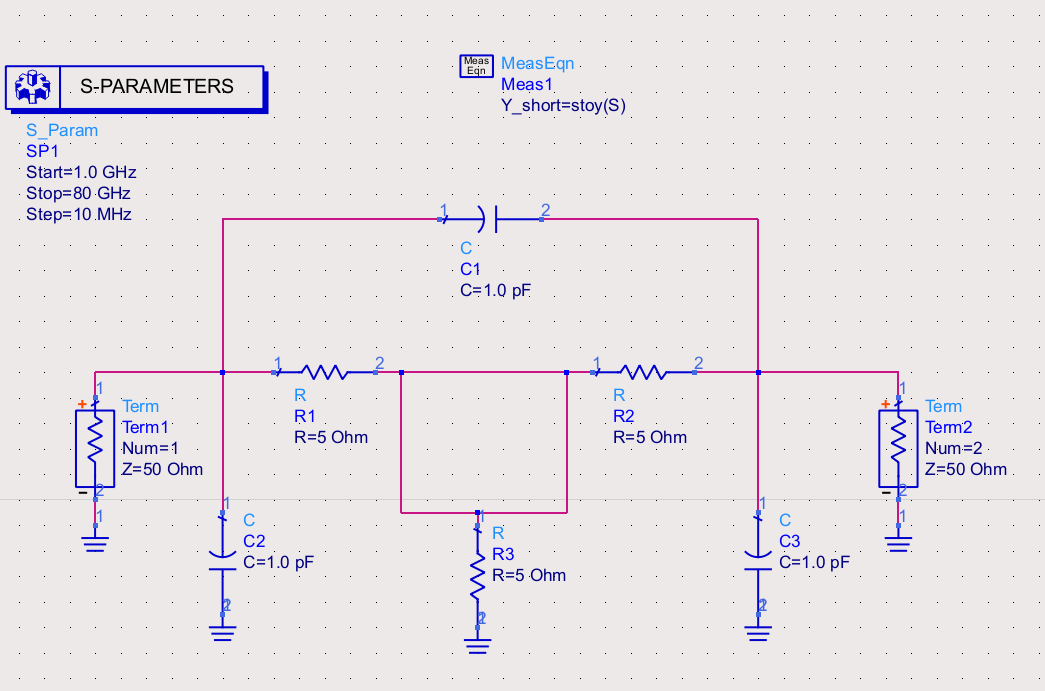 Meas
Eqn
MeasEqn
Meas1
Y_short=stoy(S)
S-PARAMETERS
S_Param
SP1
Start=1.0 GHz
Stop=80 GHz
Step=10 MHz
1
2
C
C1
C=1.0 pF
1
2
R
R1
R=5 Ohm
1
2
R
R2
R=5 Ohm
1
+
Term
Term1
Num=1
Z=50 Ohm
-
2
1
1
+
Term
Term2
Num=2
Z=50 Ohm
-
2
1
1
C
C2
C=1.0 pF
1
R
R3
R=5 Ohm
1
C
C3
C=1.0 pF